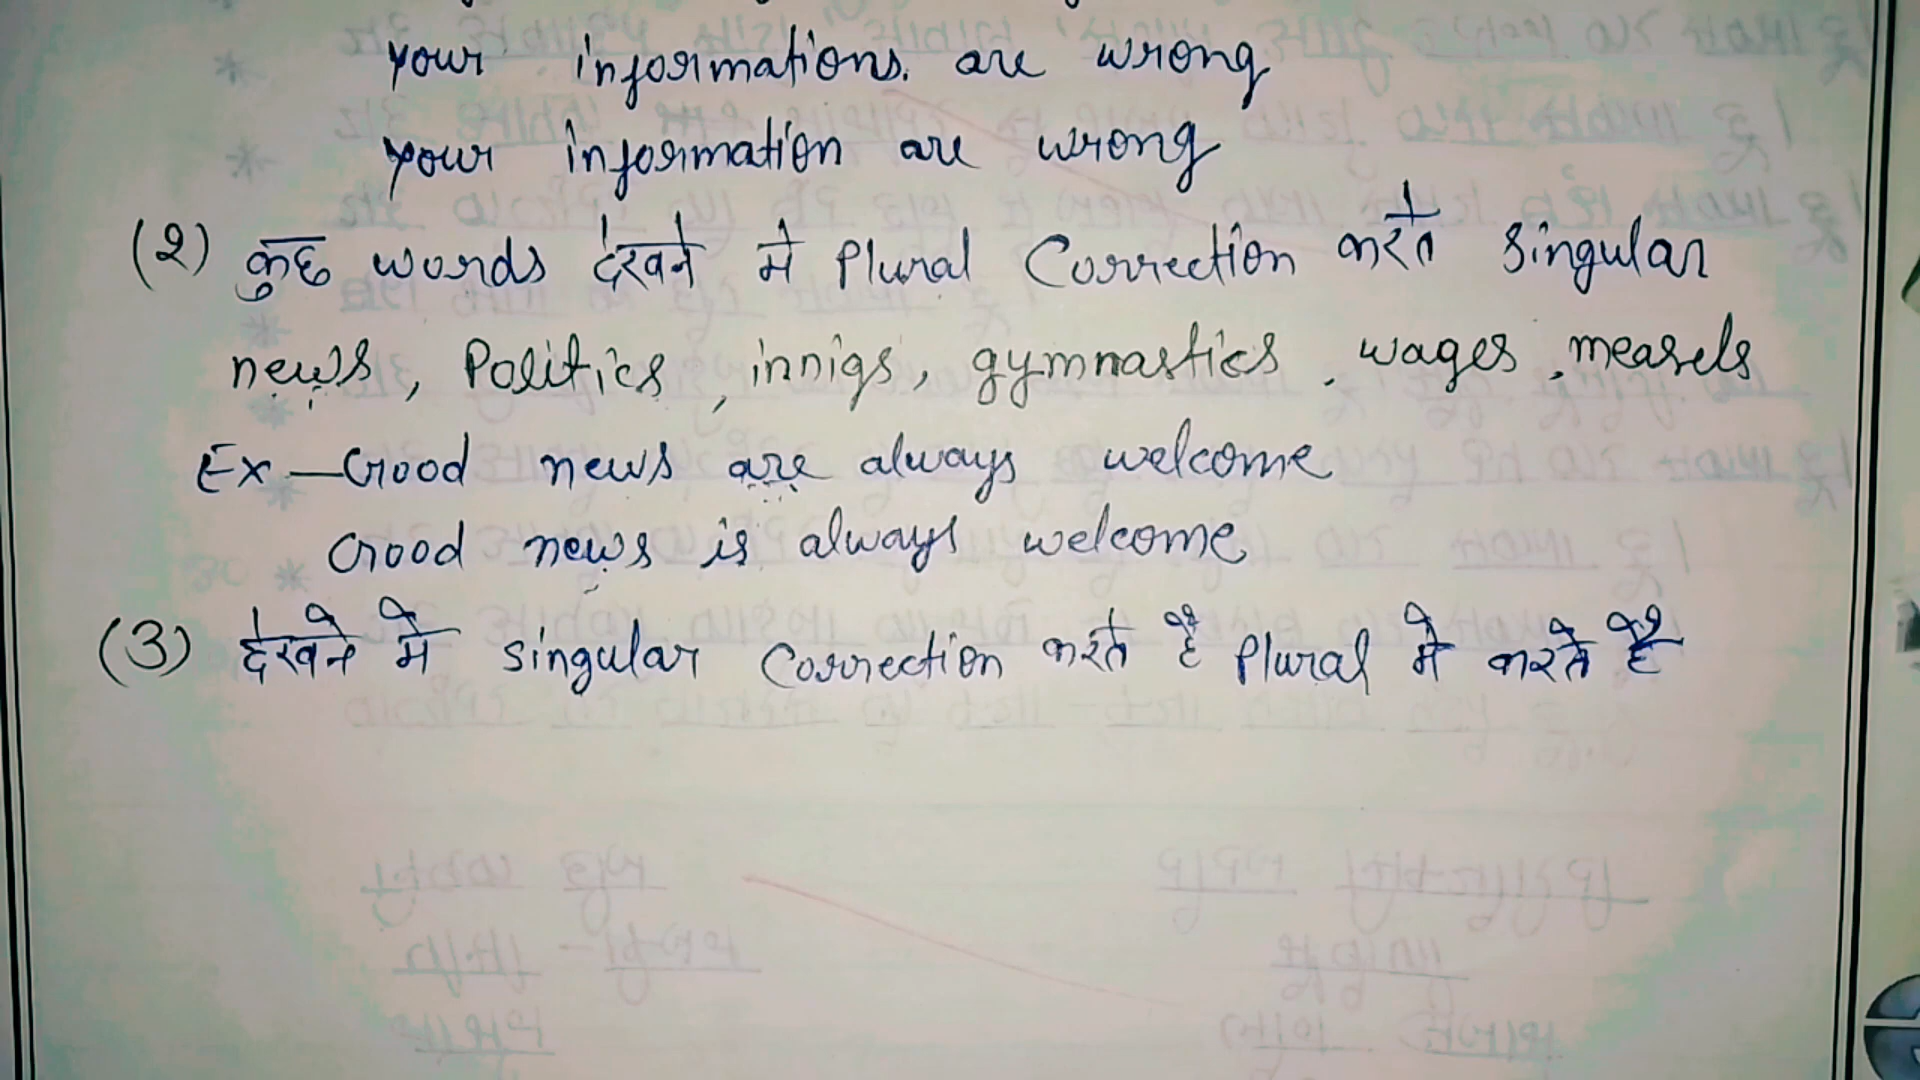 your informations. are wrong
your information are wrong
(2) कुछ words देखने मे Plural Correction करते Singular
news, Politics, innigs, gymnastics, wages, measels
Ex — Good news are always welcome
Good news is always welcome
(3) देखने में singular Correction करते है Plural में करते है